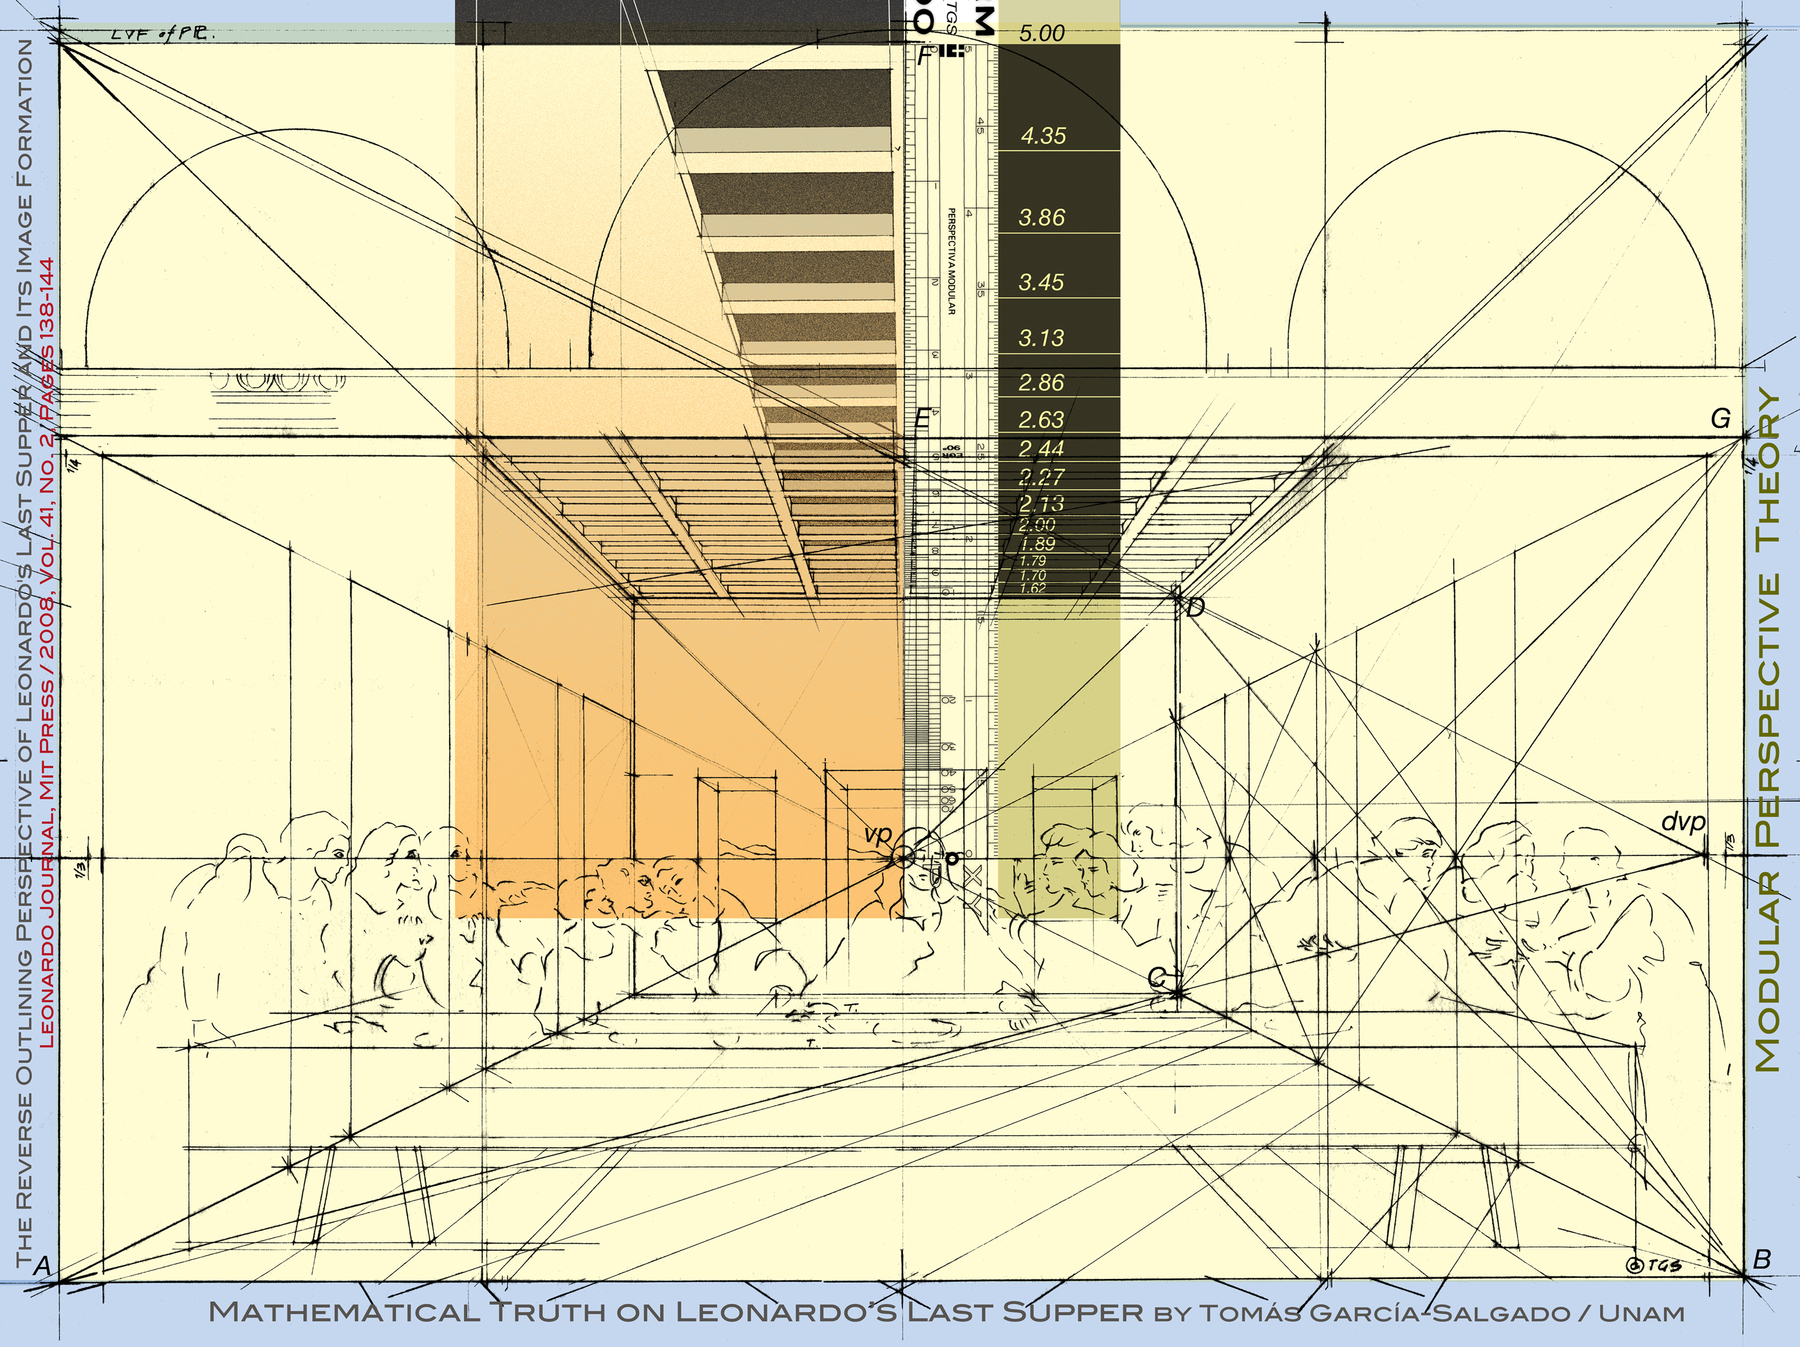 LVF of PP.
F
TGS
5.00
4.35
3.86
3.45
3.13
2.86
2.63
2.44
2.27
2.13
2.00
1.89
1.79
1.70
1.62
PERSPECTIVA MODULAR
E
G
D
vp
dvp
C
A
B
1/4
1/4
1/3
1/3
©TGS
THE REVERSE OUTLINING PERSPECTIVE OF LEONARDO'S LAST SUPPER AND ITS IMAGE FORMATION
LEONARDO JOURNAL, MIT PRESS / 2008, VOL. 41, NO. 2, PAGES 138-144
MODULAR PERSPECTIVE THEORY
MATHEMATICAL TRUTH ON LEONARDO'S LAST SUPPER BY TOMÁS GARCÍA-SALGADO / UNAM